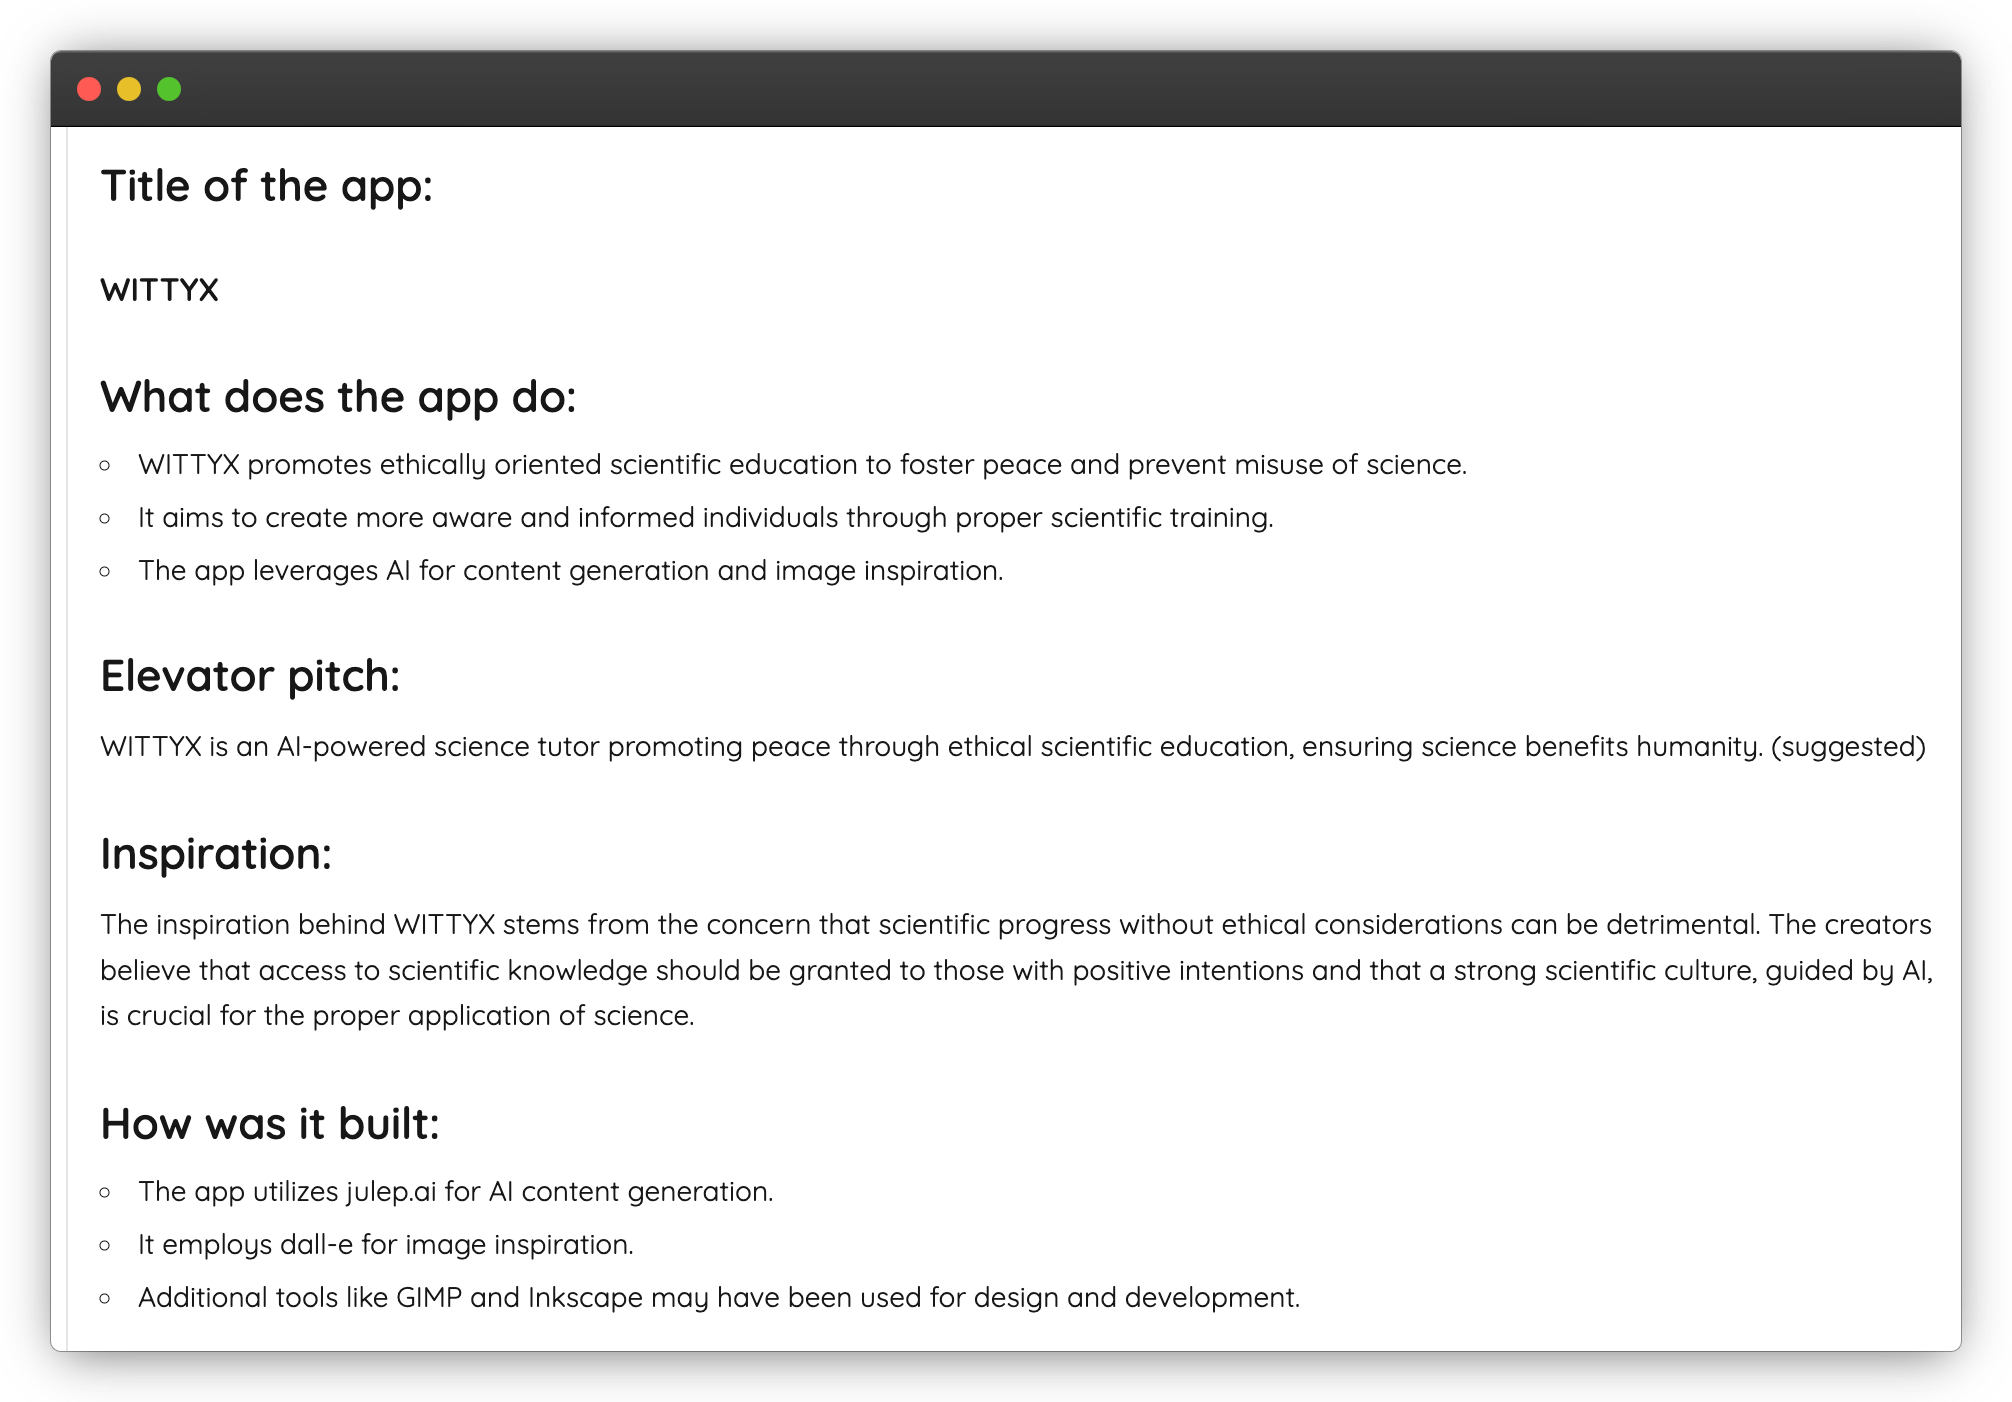 Title of the app:
WITTYX
What does the app do:
WITTYX promotes ethically oriented scientific education to foster peace and prevent misuse of science.
It aims to create more aware and informed individuals through proper scientific training.
The app leverages AI for content generation and image inspiration.
Elevator pitch:
WITTYX is an AI-powered science tutor promoting peace through ethical scientific education, ensuring science benefits humanity. (suggested)
Inspiration:
The inspiration behind WITTYX stems from the concern that scientific progress without ethical considerations can be detrimental. The creators
believe that access to scientific knowledge should be granted to those with positive intentions and that a strong scientific culture, guided by AI,
is crucial for the proper application of science.
How was it built:
The app utilizes julep.ai for AI content generation.
It employs dall-e for image inspiration.
Additional tools like GIMP and Inkscape may have been used for design and development.